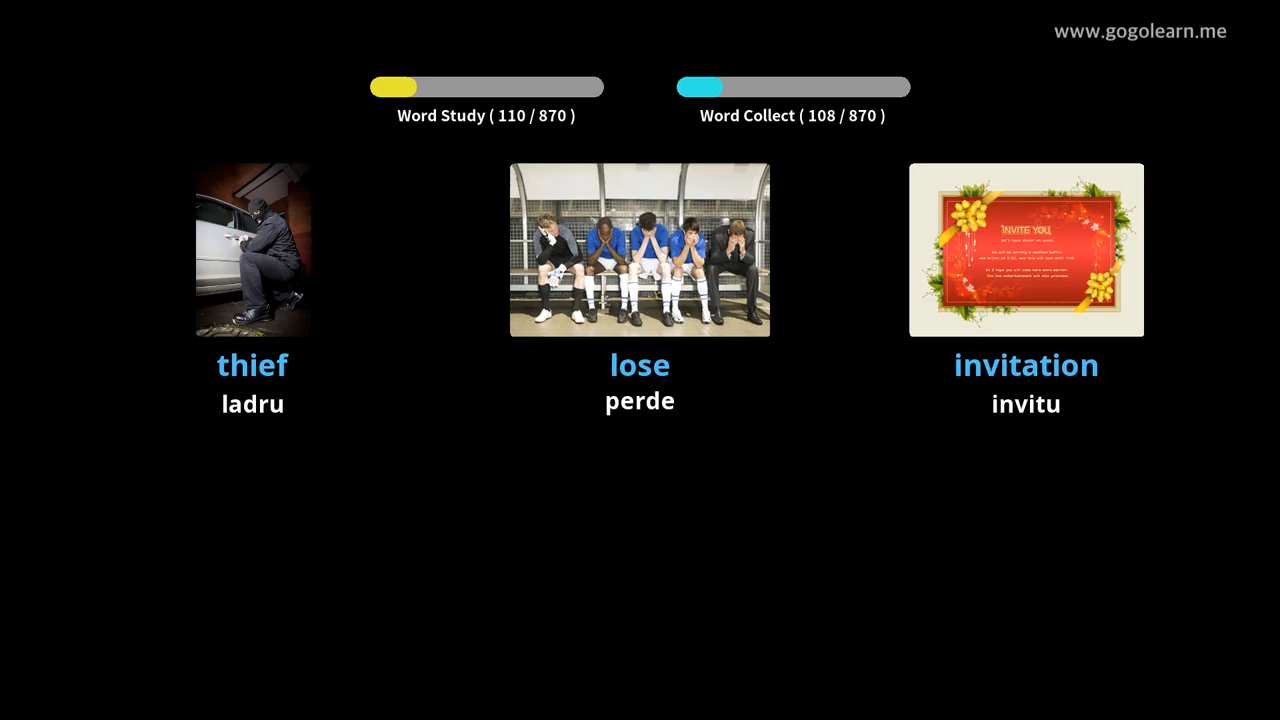 www.gogolearn.me
Word Study ( 110 / 870 )
Word Collect ( 108 / 870 )
INVITE YOU
thief
lose
invitation
ladru
perde
invitu